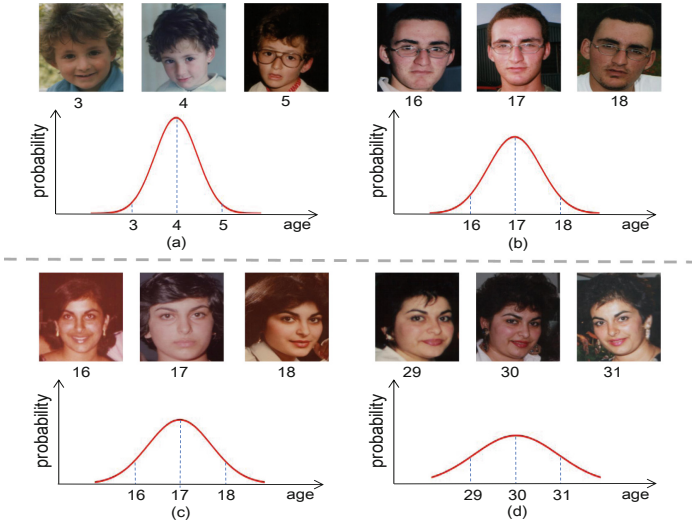 3 4 5
16 17 18
probability
3 4 5 age
(a)
probability
16 17 18 age
(b)
16 17 18
29 30 31
probability
16 17 18 age
(c)
probability
29 30 31 age
(d)